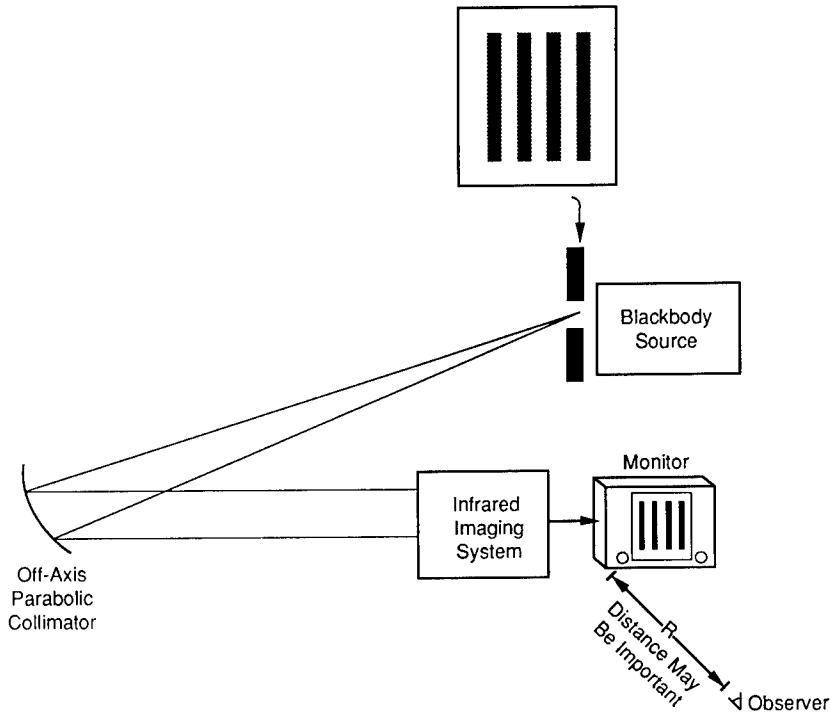 Blackbody
Source
Monitor
Infrared
Imaging
System
Off-Axis
Parabolic
Collimator
R
Distance May
Be Important
Observer